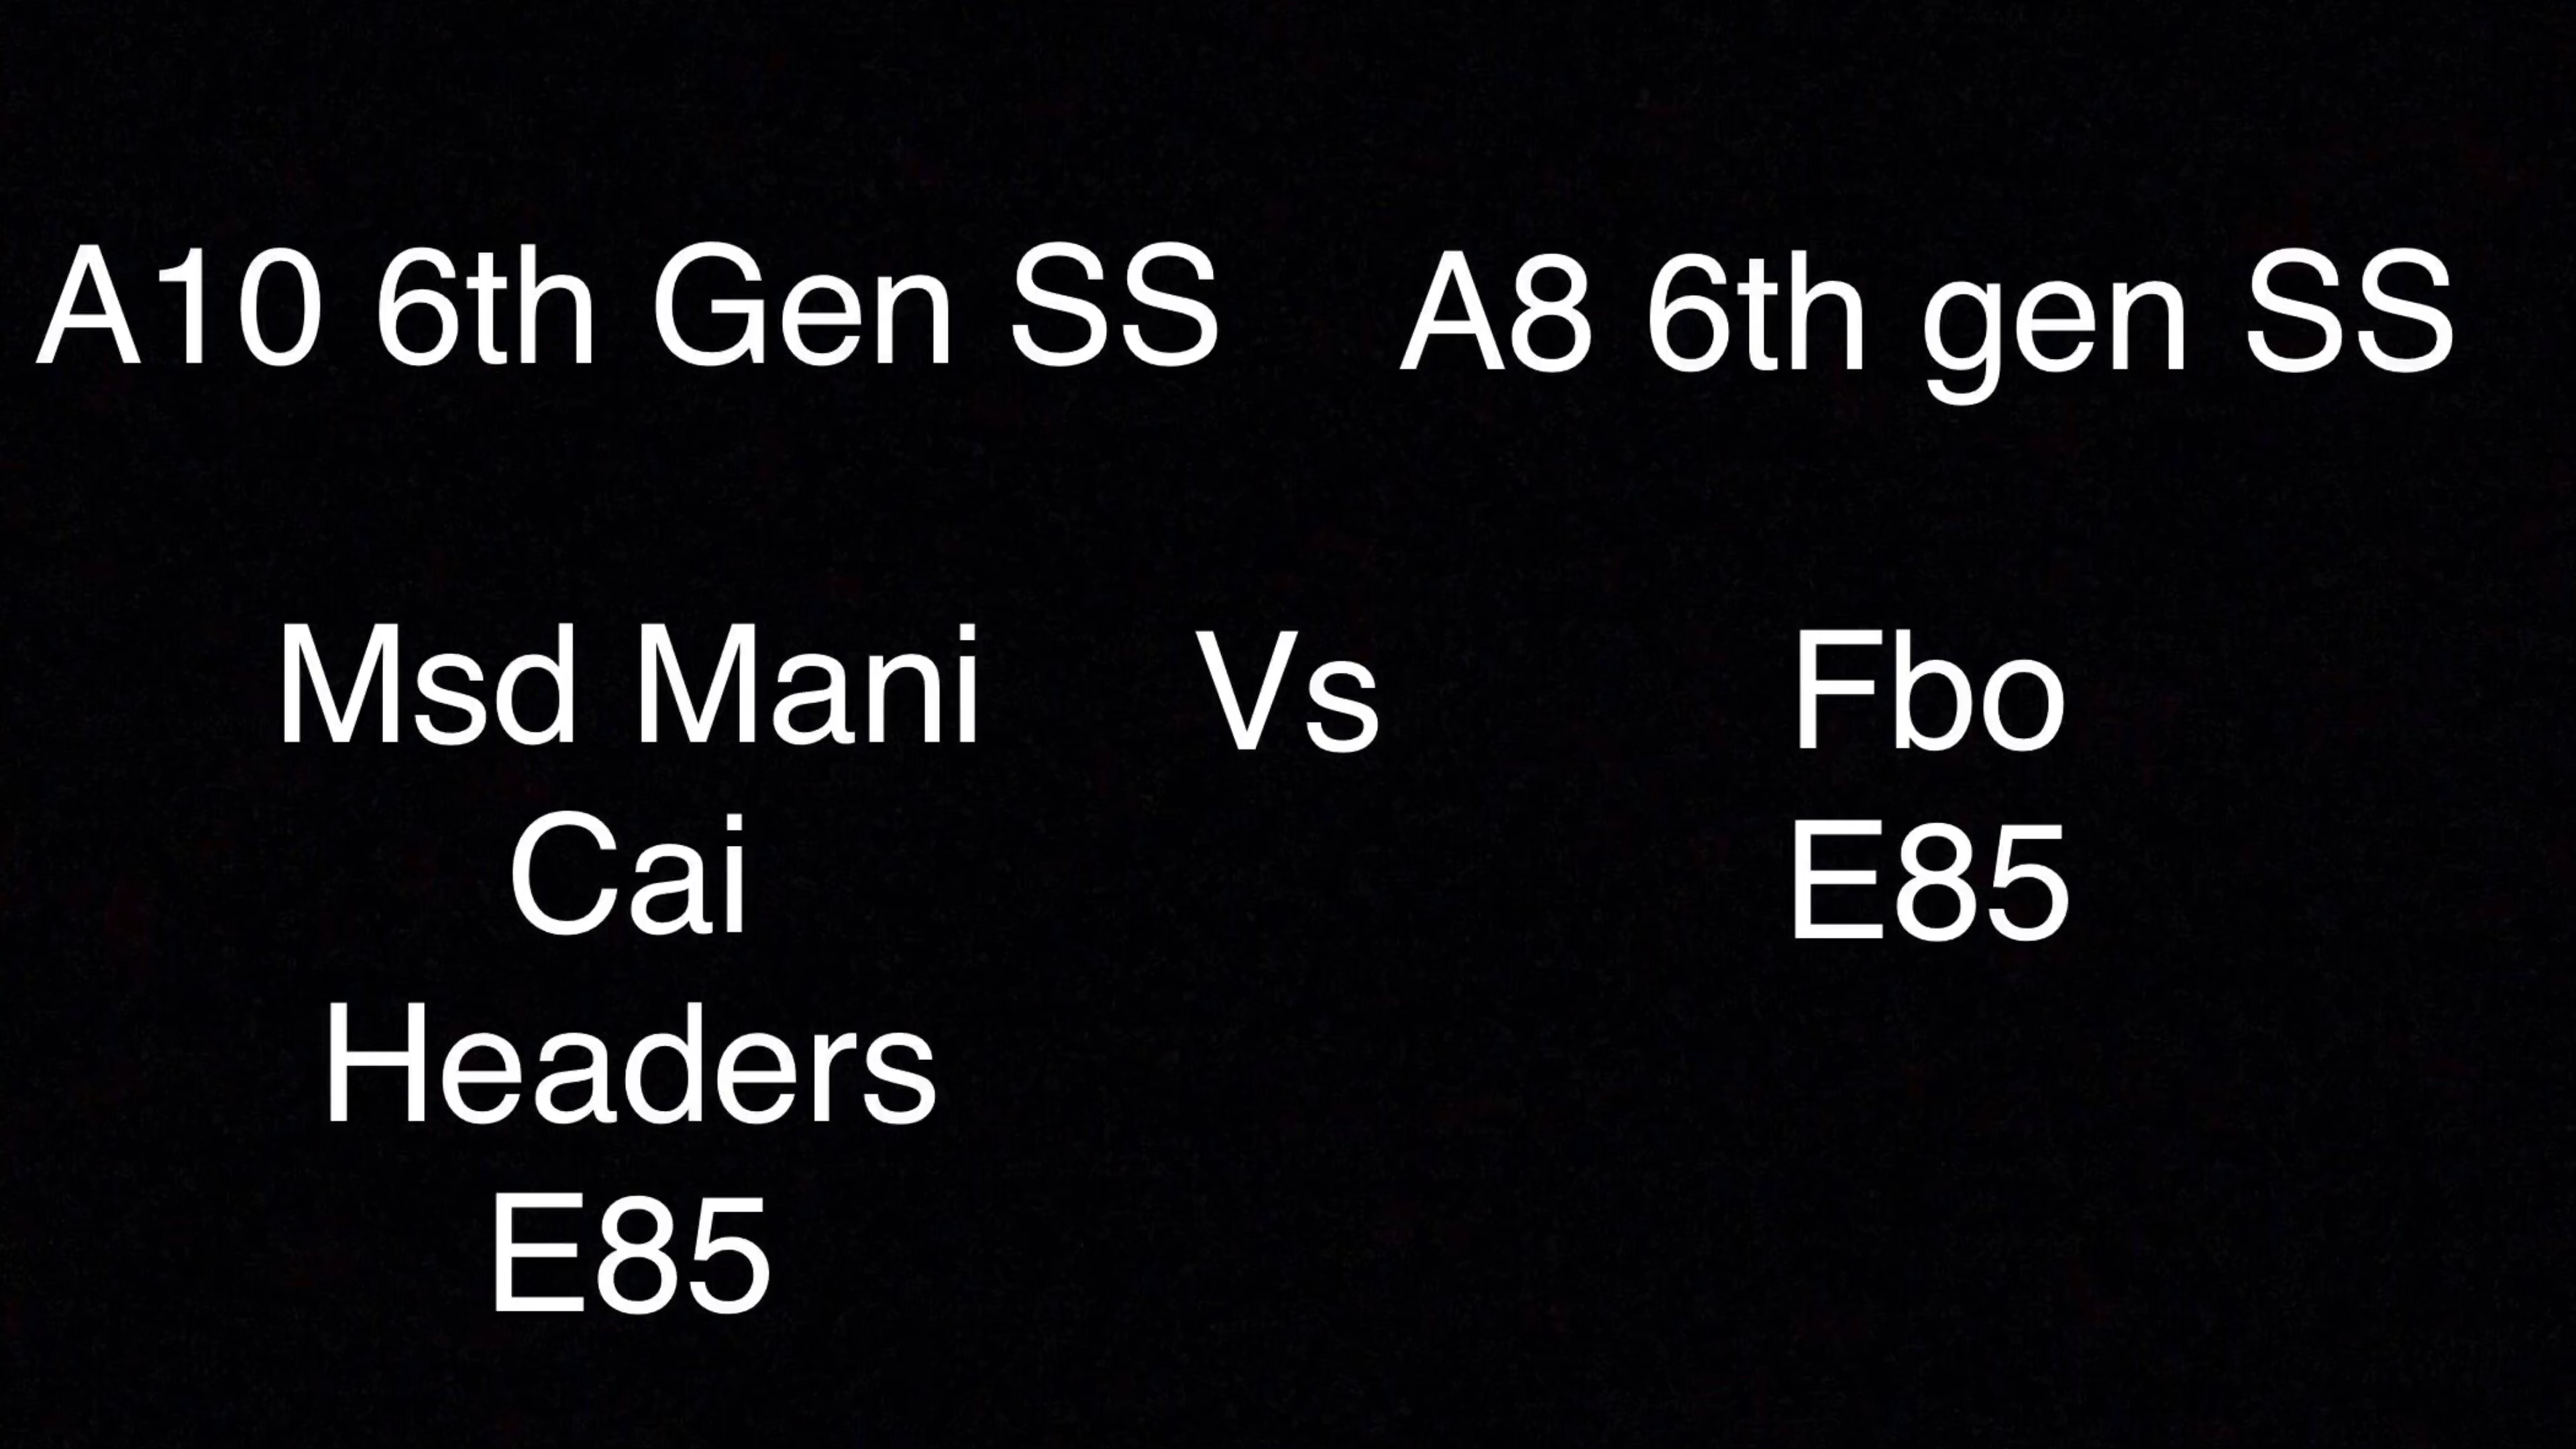 A10 6th Gen SS
Msd Mani
Cai
Headers
E85
Vs
A8 6th gen SS
Fbo
E85